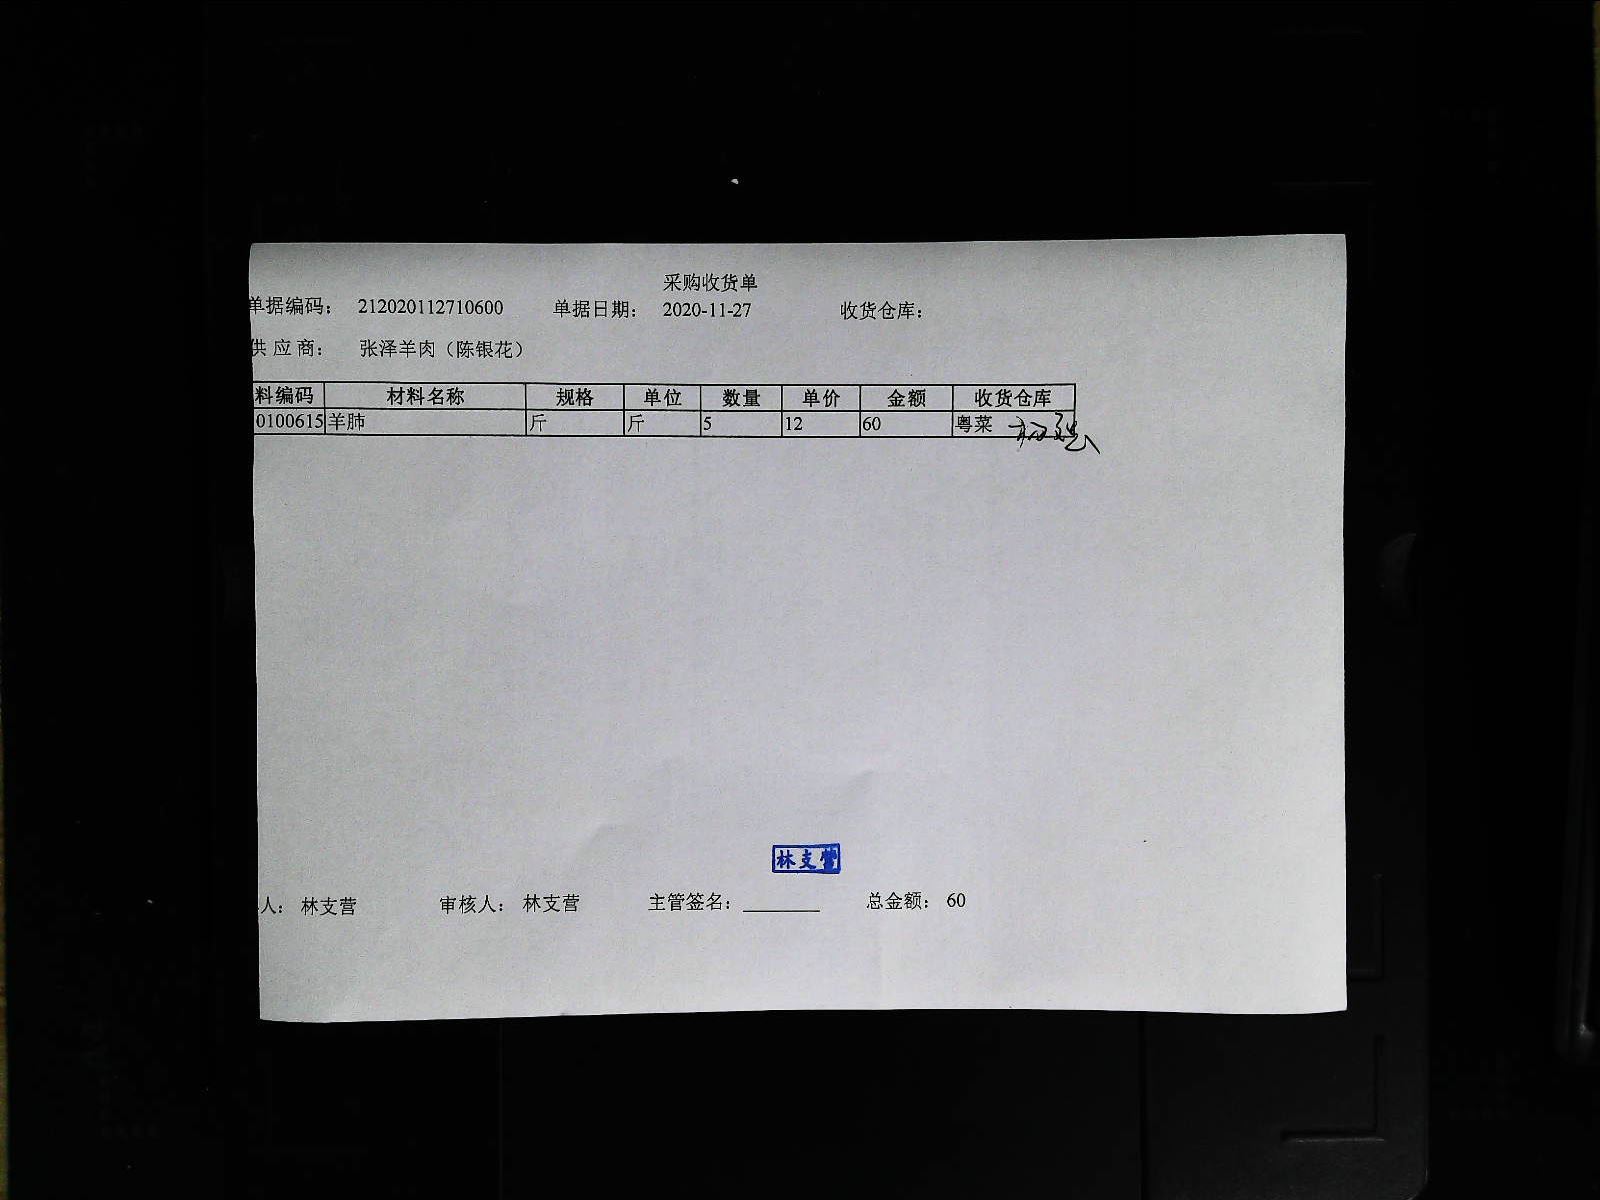 采购收货单
单据编码： 212020112710600 单据日期： 2020-11-27 收货仓库：
供 应 商： 张泽羊肉（陈银花）
料编码 材料名称 规格 单位 数量 单价 金额 收货仓库
0100615 羊肺 斤 斤 5 12 60 粤菜
林支营
人： 林支营 审核人： 林支营 主管签名： ________ 总金额： 60